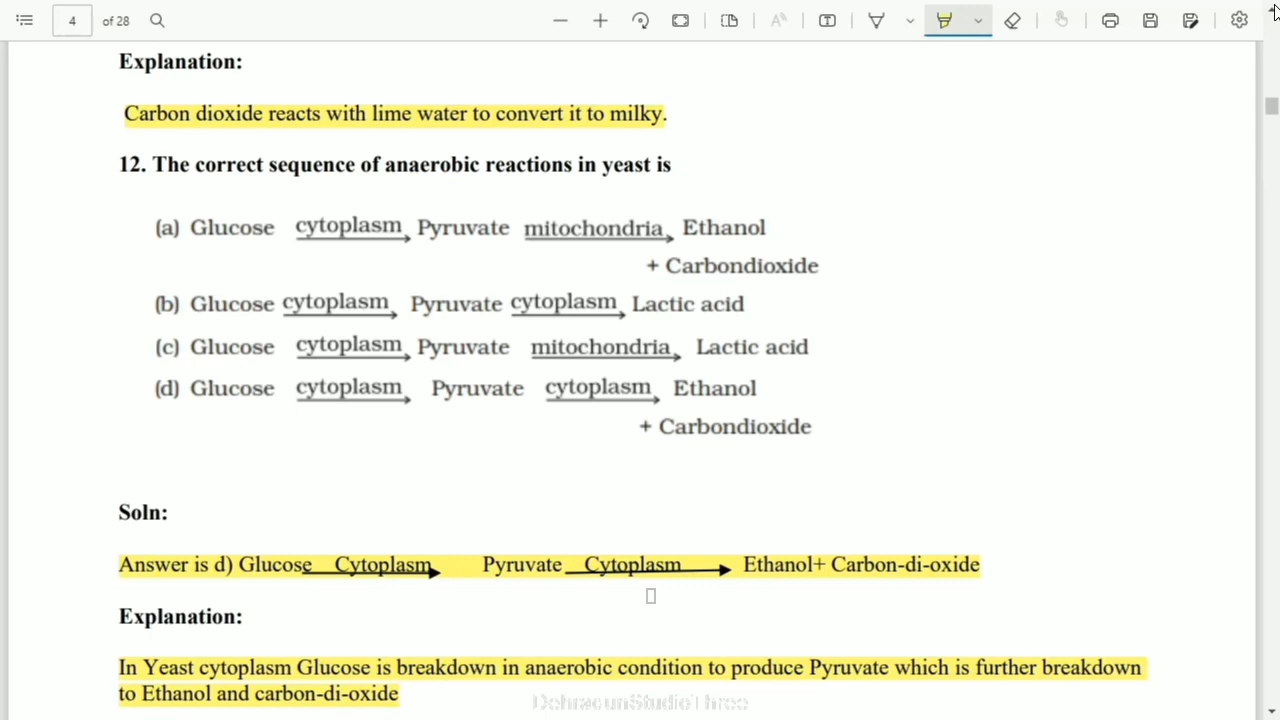 4 of 28
Explanation:
Carbon dioxide reacts with lime water to convert it to milky.
12. The correct sequence of anaerobic reactions in yeast is
(a) Glucose cytoplasm Pyruvate mitochondria Ethanol
+ Carbondioxide
(b) Glucose cytoplasm Pyruvate cytoplasm Lactic acid
(c) Glucose cytoplasm Pyruvate mitochondria Lactic acid
(d) Glucose cytoplasm Pyruvate cytoplasm Ethanol
+ Carbondioxide
Soln:
Answer is d) Glucose Cytoplasm Pyruvate Cytoplasm Ethanol+ Carbon-di-oxide
Explanation:
In Yeast cytoplasm Glucose is breakdown in anaerobic condition to produce Pyruvate which is further breakdown
to Ethanol and carbon-di-oxide
DehradunStudioThree